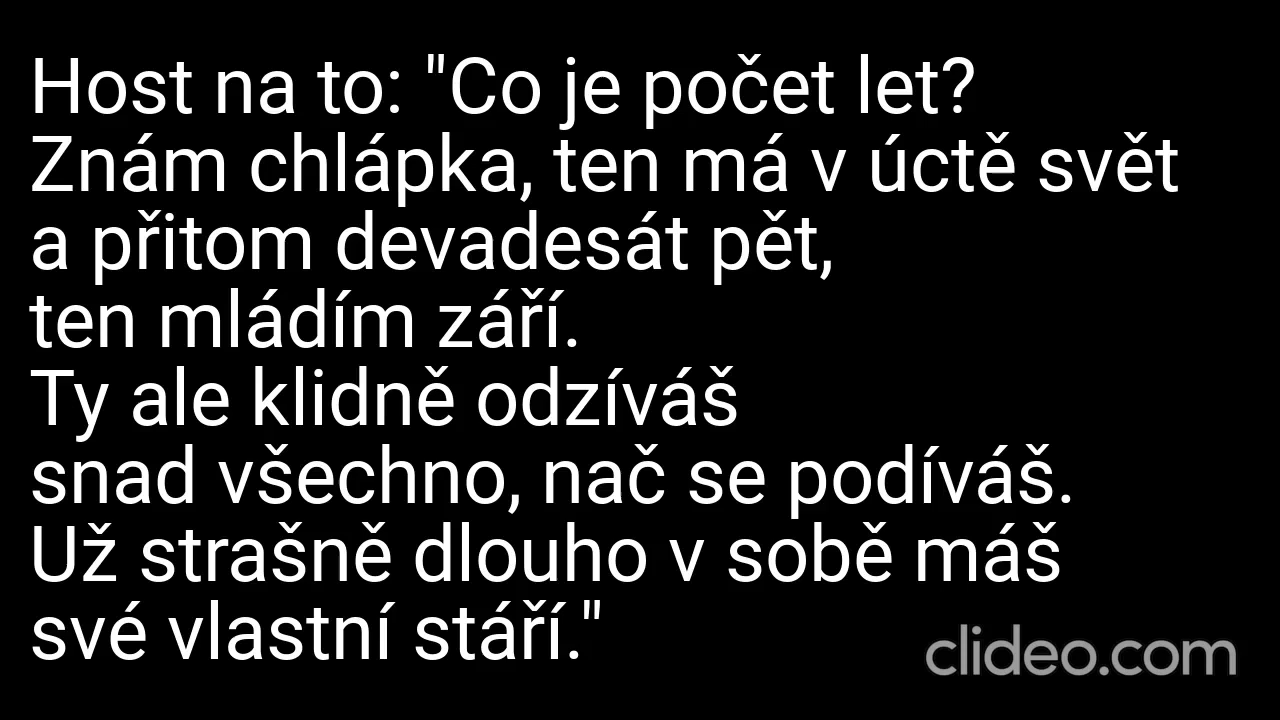 Host na to: "Co je počet let?
Znám chlápka, ten má v úctě svět
a přitom devadesát pět,
ten mládím září.
Ty ale klidně odzíváš
snad všechno, nač se podíváš.
Už strašně dlouho v sobě máš
své vlastní stáří."
clideo.com